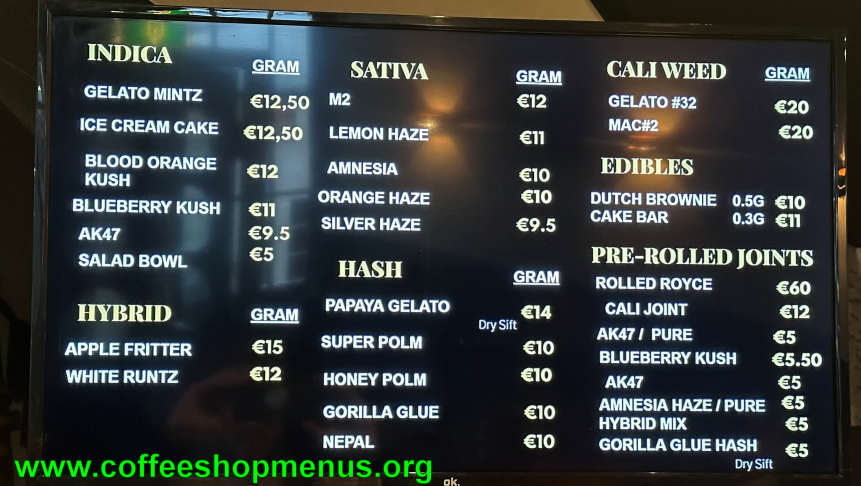 INDICA GRAM
GELATO MINTZ €12,50
ICE CREAM CAKE €12,50
BLOOD ORANGE
KUSH €12
BLUEBERRY KUSH €11
AK47 €9.5
SALAD BOWL €5
HYBRID GRAM
APPLE FRITTER €15
WHITE RUNTZ €12
SATIVA GRAM
M2 €12
LEMON HAZE €11
AMNESIA €10
ORANGE HAZE €10
SILVER HAZE €9.5
HASH GRAM
PAPAYA GELATO €14
Dry Sift
SUPER POLM €10
HONEY POLM €10
GORILLA GLUE €10
NEPAL €10
CALI WEED GRAM
GELATO #32 €20
MAC#2 €20
EDIBLES
DUTCH BROWNIE 0.5G €10
CAKE BAR 0.3G €11
PRE-ROLLED JOINTS
ROLLED ROYCE €60
CALI JOINT €12
AK47 / PURE €5
BLUEBERRY KUSH €5.50
AK47 €5
AMNESIA HAZE / PURE €5
HYBRID MIX €5
GORILLA GLUE HASH €5
Dry Sift
www.coffeeshopmenus.org
ok.